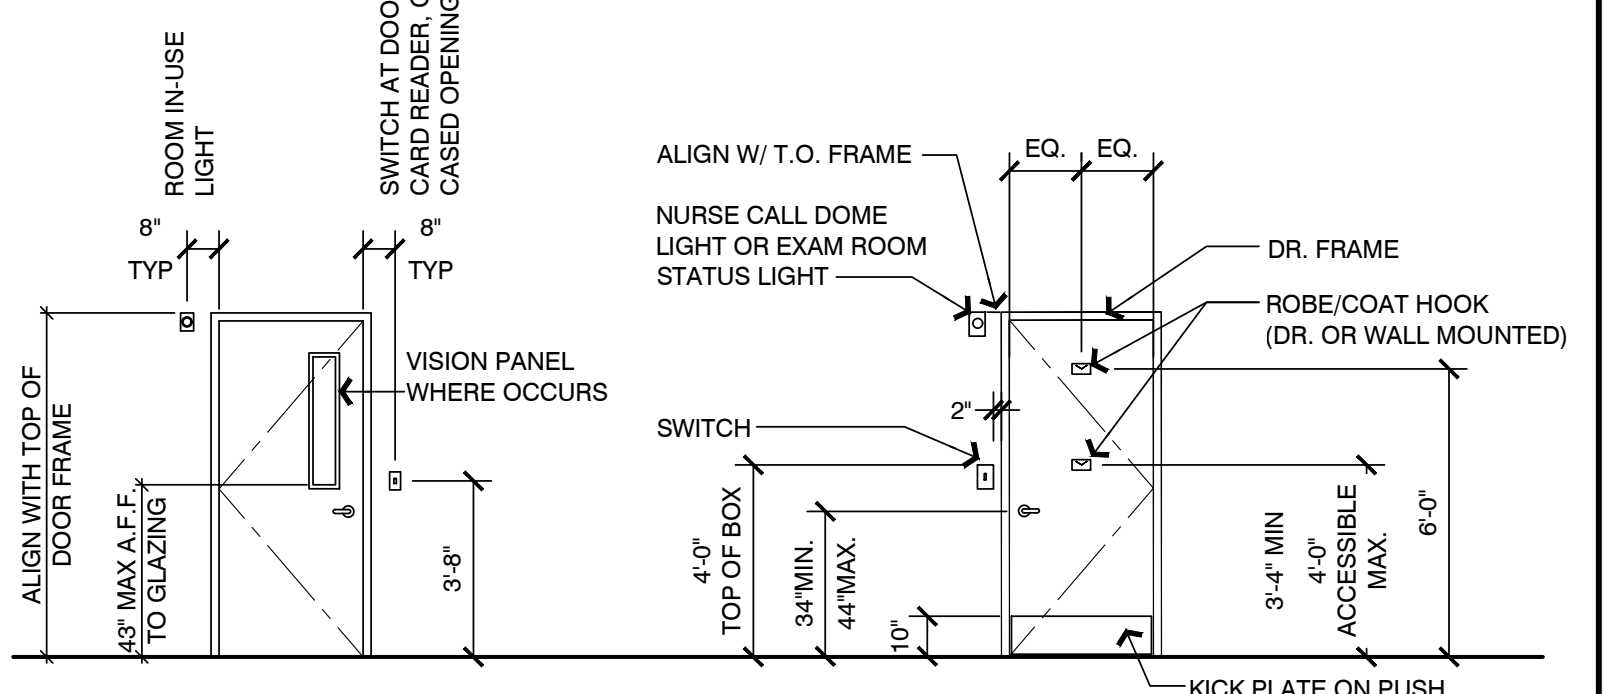 ROOM IN-USE
LIGHT
SWITCH AT
CARD READER,
CASED OPENING
8"
TYP
8"
TYP
VISION PANEL
WHERE OCCURS
ALIGN WITH TOP OF
DOOR FRAME
43" MAX A.F.F.
TO GLAZING
3'-8"
ALIGN W/ T.O. FRAME
NURSE CALL DOME
LIGHT OR EXAM ROOM
STATUS LIGHT
EQ.
EQ.
DR. FRAME
ROBE/COAT HOOK
(DR. OR WALL MOUNTED)
2"
SWITCH
4'-0"
TOP OF BOX
34"MIN.
44"MAX.
10"
3'-4" MIN
4'-0"
ACCESSIBLE
MAX.
6'-0"
KICK PLATE ON PUSH